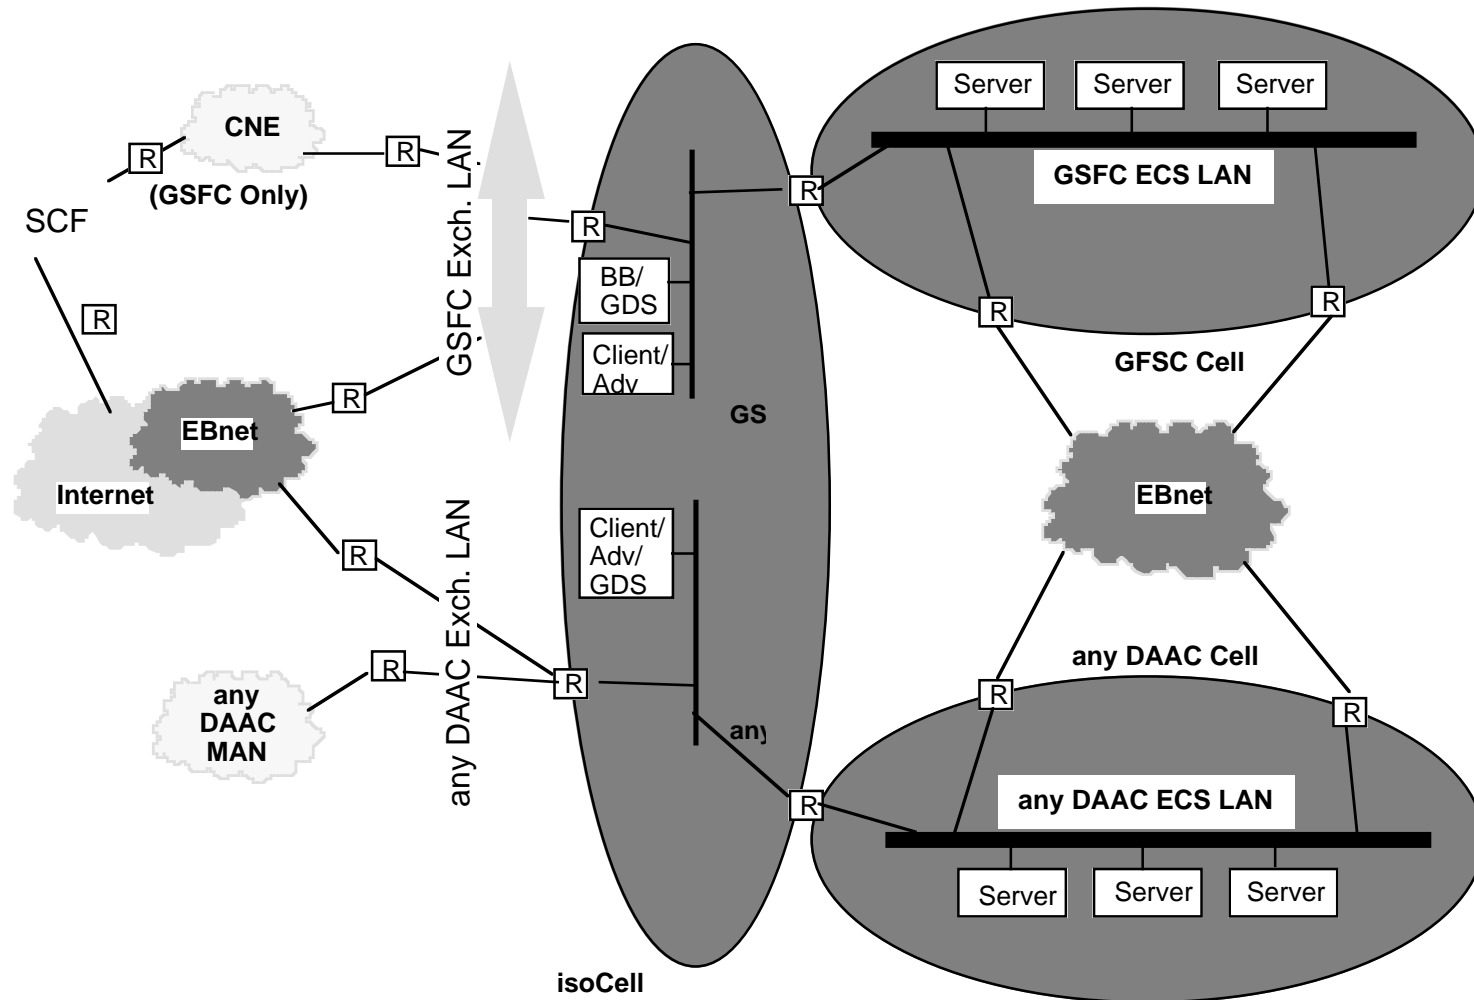 Server
Server
Server
GSFC ECS LAN
GFSC Cell
CNE
(GSFC Only)
R
R
SCF
R
GSFC Exch. LAN
R
R
R
R
R
BB/
GDS
Client/
Adv
GS
EBnet
Internet
R
EBnet
R
any DAAC Exch. LAN
Client/
Adv/
GDS
R
R
any
DAAC
MAN
any
any DAAC Cell
R
R
R
any DAAC ECS LAN
Server
Server
Server
isoCell